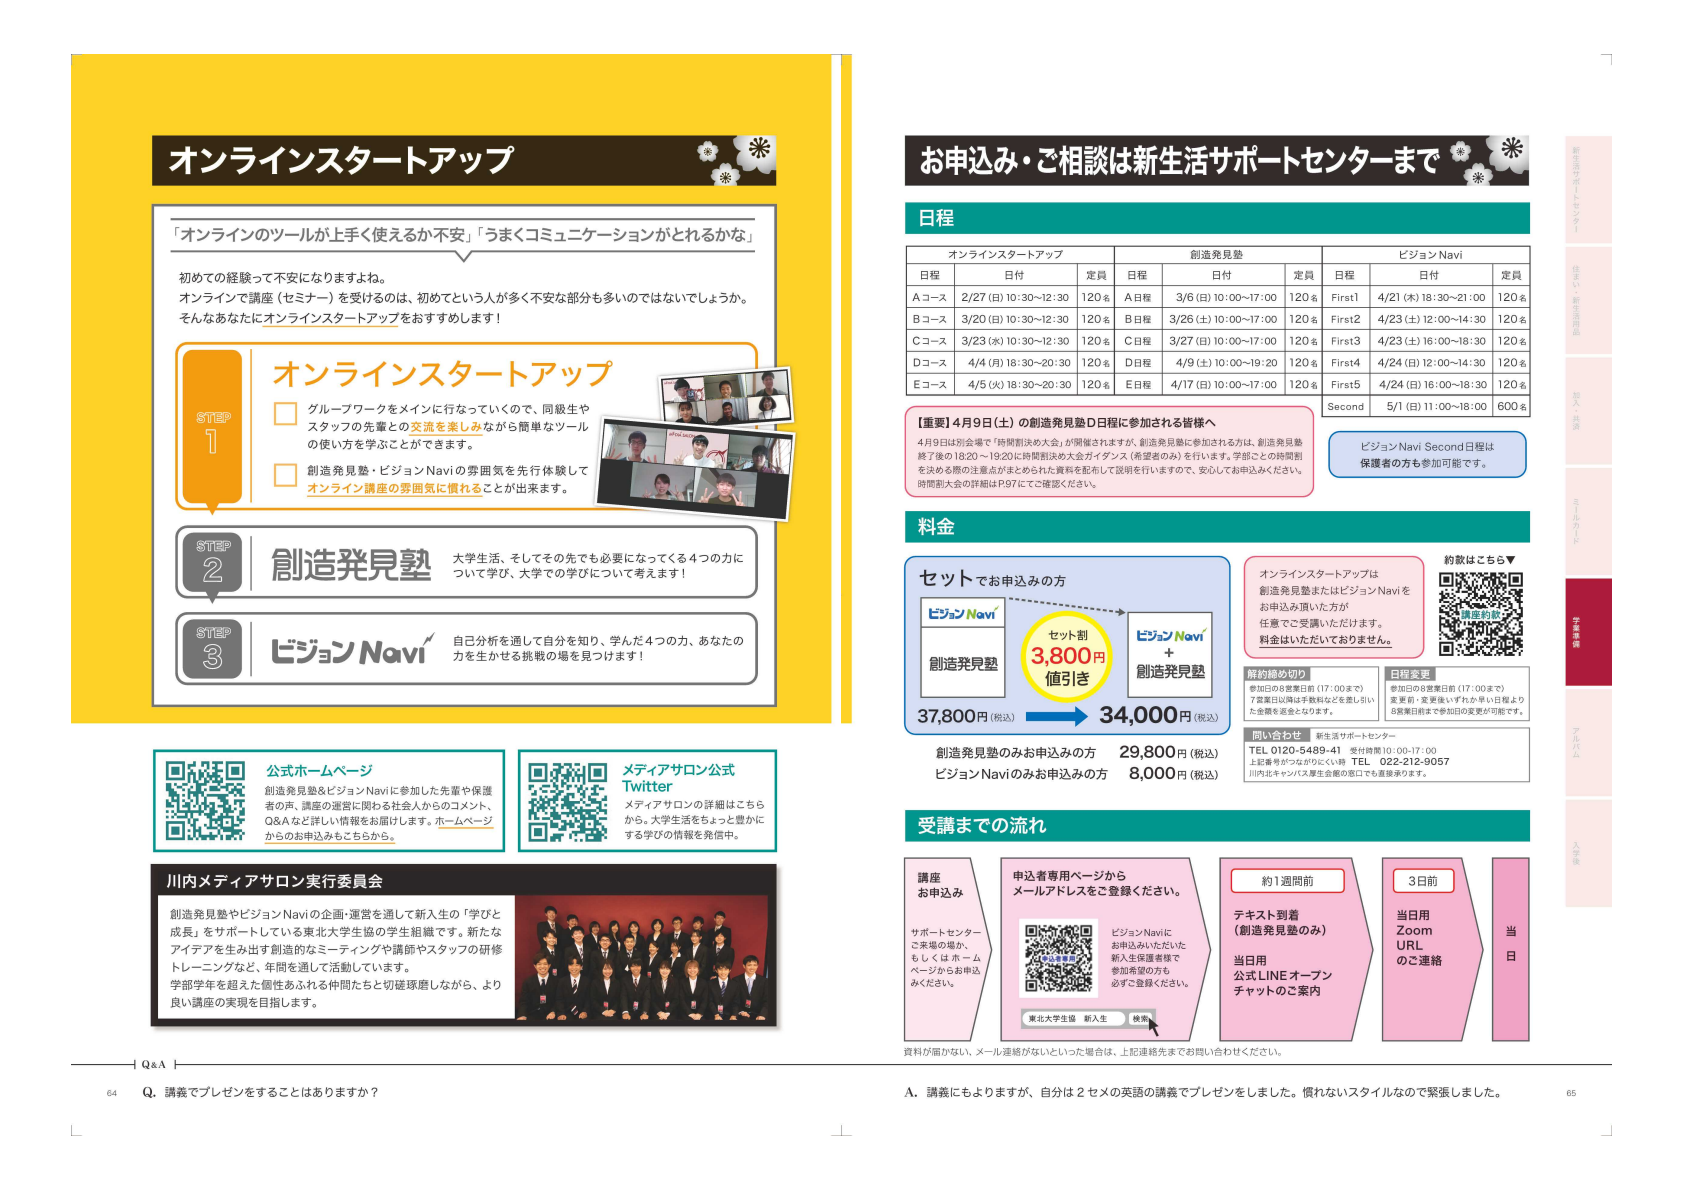 オンラインスタートアップ
「オンラインのツールが上手く使えるか不安」「うまくコミュニケーションがとれるかな」
初めての経験って不安になりますよね。
オンラインで講座（セミナー）を受けるのは、初めてという人が多く不安な部分も多いのではないでしょうか。
そんなあなたにオンラインスタートアップをおすすめします！
STEP
1
オンラインスタートアップ
グループワークをメインに行なっていくので、同級生や
スタッフの先輩との交流を楽しみながら簡単なツール
の使い方を学ぶことができます。
創造発見塾・ビジョンNaviの雰囲気を先行体験して
オンライン講座の雰囲気に慣れることが出来ます。
STEP
2
創造発見塾
大学生活、そしてその先でも必要になってくる4つの力に
ついて学び、大学での学びについて考えます！
STEP
3
ビジョンNavi
自己分析を通して自分を知り、学んだ4つの力、あなたの
力を生かせる挑戦の場を見つけます！
公式ホームページ
創造発見塾&ビジョンNaviに参加した先輩や保護
者の声、講座の運営に関わる社会人からのコメント、
Q&Aなど詳しい情報をお届けします。ホームページ
からのお申込みもこちらから。
メディアサロン公式
Twitter
メディアサロンの詳細はこちら
から。大学生活をちょっと豊かに
する学びの情報を発信中。
川内メディアサロン実行委員会
創造発見塾やビジョンNaviの企画・運営を通して新入生の「学びと
成長」をサポートしている東北大学生協の学生組織です。新たな
アイデアを生み出す創造的なミーティングや講師やスタッフの研修
トレーニングなど、年間を通して活動しています。
学部学年を超えた個性あふれる仲間たちと切磋琢磨しながら、より
良い講座の実現を目指します。
Q&A
64
Q. 講義でプレゼンをすることはありますか？
お申込み・ご相談は新生活サポートセンターまで
日程
オンラインスタートアップ 創造発見塾 ビジョンNavi
日程 日付 定員 日程 日付 定員 日程 日付 定員
Aコース 2/27(日)10:30〜12:30 120名 A日程 3/6(日)10:00〜17:00 120名 First1 4/21(木)18:30〜21:00 120名
Bコース 3/20(日)10:30〜12:30 120名 B日程 3/26(土)10:00〜17:00 120名 First2 4/23(土)12:00〜14:30 120名
Cコース 3/23(水)10:30〜12:30 120名 C日程 3/27(日)10:00〜17:00 120名 First3 4/23(土)16:00〜18:30 120名
Dコース 4/4(月)18:30〜20:30 120名 D日程 4/9(土)10:00〜19:20 120名 First4 4/24(日)12:00〜14:30 120名
Eコース 4/5(火)18:30〜20:30 120名 E日程 4/17(日)10:00〜17:00 120名 First5 4/24(日)16:00〜18:30 120名
Second 5/1(日)11:00〜18:00 600名
【重要】4月9日(土)の創造発見塾D日程に参加される皆様へ
4月9日は別会場で「時間割決め大会」が開催されますが、創造発見塾に参加される方は、創造発見塾
終了後の18:20〜19:20に時間割決め大会ガイダンス（希望者のみ）を行います。学部ごとの時間割
を決める際の注意点がまとめられた資料を配布して説明を行いますので、安心してお申込みください。
時間割大会の詳細はP.97にてご確認ください。
ビジョンNavi Second日程は
保護者の方も参加可能です。
料金
セットでお申込みの方
ビジョンNavi
創造発見塾
セット割
3,800円
値引き
ビジョンNavi
+
創造発見塾
37,800円(税込)
34,000円(税込)
創造発見塾のみお申込みの方 29,800円(税込)
ビジョンNaviのみお申込みの方 8,000円(税込)
オンラインスタートアップは
創造発見塾またはビジョンNaviを
お申込み頂いた方が
任意でご受講いただけます。
料金はいただいておりません。
約款はこちら▼
講座約款
解約締め切り
参加日の8営業日前(17:00まで)
7営業日以降は手数料などを差し引い
た金額を返金となります。
日程変更
参加日の8営業日前(17:00まで)
変更前・変更後いずれか早い日程より
8営業日前まで参加日の変更が可能です。
問い合わせ 新生活サポートセンター
TEL 0120-5489-41 受付時間10:00-17:00
上記番号がつながりにくい時 TEL 022-212-9057
川内北キャンパス厚生会館の窓口でも直接承ります。
受講までの流れ
講座
お申込み
サポートセンター
ご来場の場か、
もしくはホーム
ページからお申込
みください。
申込者専用ページから
メールアドレスをご登録ください。
申込者専用
ビジョンNaviに
お申込みいただいた
新入生保護者様で
参加希望の方も
必ずご登録ください。
東北大学生協 新入生
検索
約1週間前
テキスト到着
(創造発見塾のみ)
当日用
公式LINEオープン
チャットのご案内
3日前
当日用
Zoom
URL
のご連絡
当日
資料が届かない、メール連絡がないといった場合は、上記連絡先までお問い合わせください。
A. 講義にもよりますが、自分は2セメの英語の講義でプレゼンをしました。慣れないスタイルなので緊張しました。
65
新生活サポートセンター
住まい・新生活用品
加入・共済
ミールカード
学業準備
アルバム
入学後